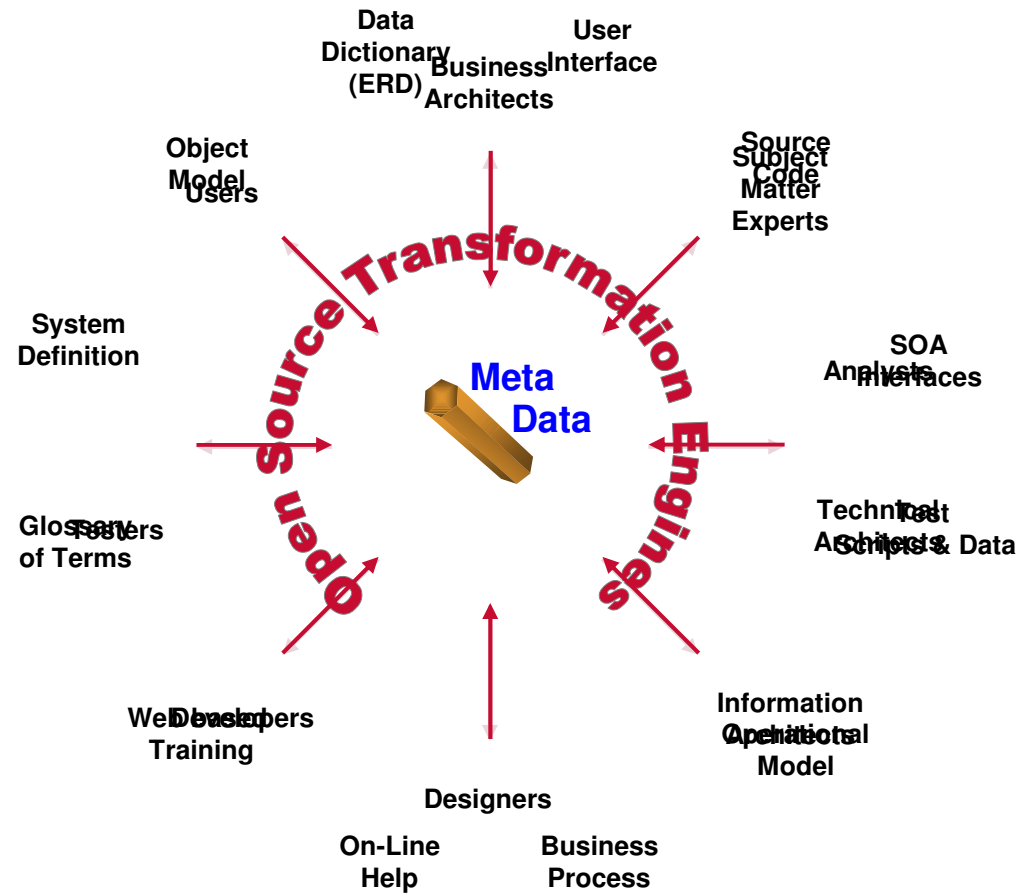 Data
Dictionary
(ERD)
User
Interface
Business
Architects
Object
Model
Users
Source
Code
Subject
Matter
Experts
Open Source Transformation Engines
System
Definition
Meta
Data
SOA
Interfaces
Analysts
Glossary
of Terms
Testers
Technical
Architects
Test
Scripts & Data
Web based
Training
Developers
Information
Architects
Operational
Model
Designers
On-Line
Help
Business
Process